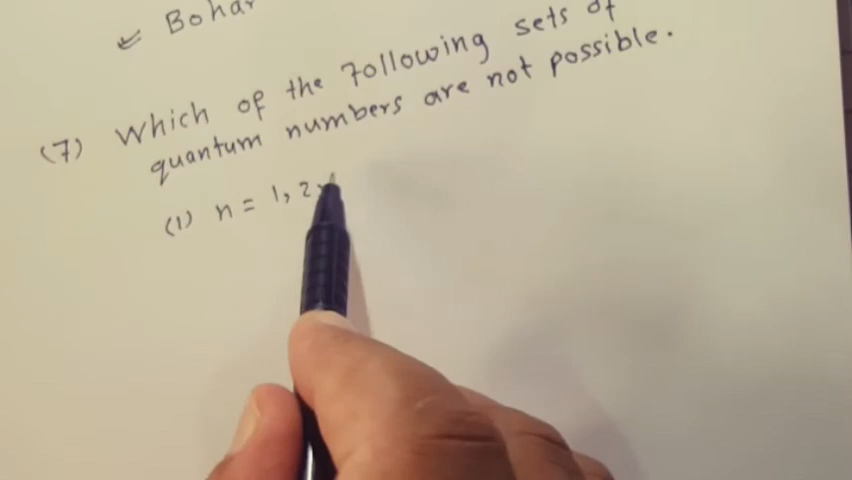 Bohar
(7) Which of the following sets of
quantum numbers are not possible.
(1) n = 1, 2,